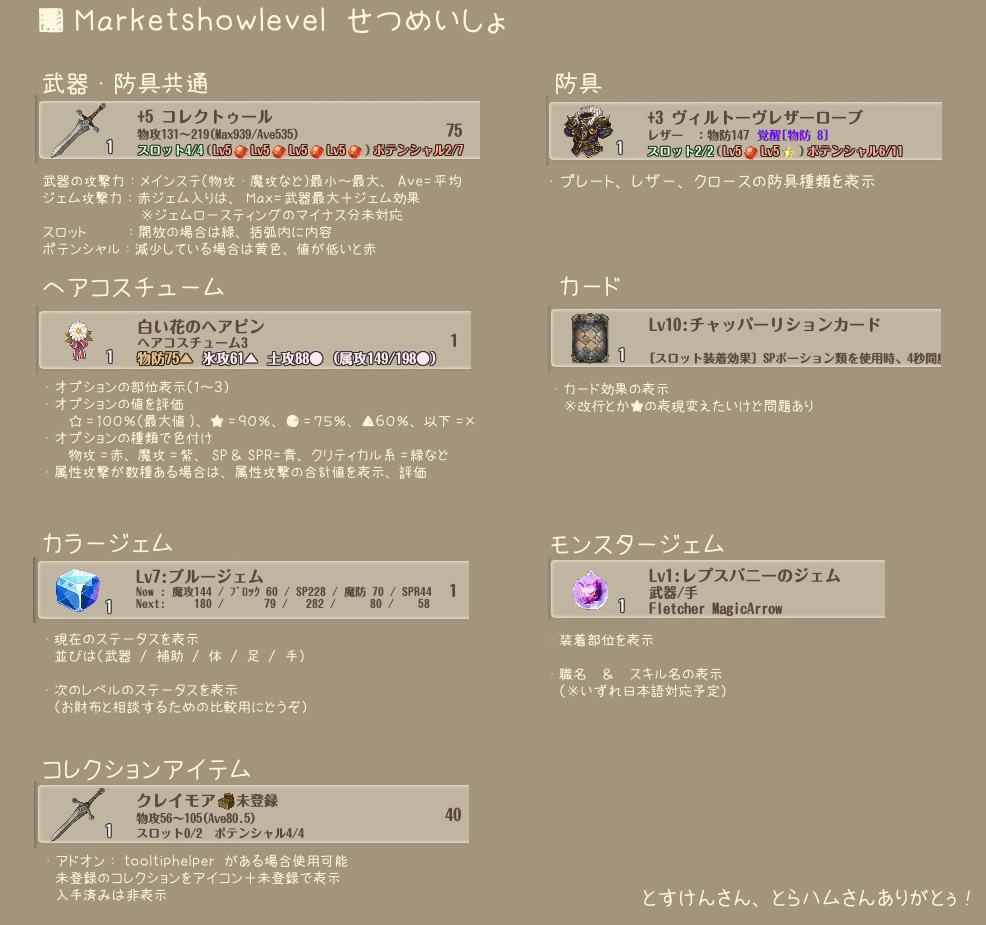 Marketshowlevel せつめいしょ
武器・防具共通
+5 コレクトゥール
物攻131～219(Max939/Ave535)
75
1
スロット4/4(Lv5 Lv5 Lv5 Lv5 )ポテンシャル2/7
武器の攻撃力：メインステ(物攻・魔攻など)最小～最大、 Ave=平均
ジェム攻撃力：赤ジェム入りは、 Max=武器最大＋ジェム効果
※ジェムロースティングのマイナス分未対応
スロット　　：開放の場合は緑、括弧内に内容
ポテンシャル：減少している場合は黄色、値が低いと赤
防具
+3 ヴィルトーヴレザーローブ
レザー　：物防147 覚醒[物防 8]
1
スロット2/2(Lv5 Lv5 )ポテンシャル6/11
・プレート、レザー、クロースの防具種類を表示
ヘアコスチューム
白い花のヘアピン
ヘアコスチューム3
1
1
物防75▲ 氷攻61▲ 土攻88● (属攻149/198●)
・オプションの部位表示(1～3)
・オプションの値を評価
☆=100%(最大値)、★=90%、●=75%、▲60%、以下=×
・オプションの種類で色付け
物攻=赤、魔攻=紫、 SP & SPR=青、クリティカル系=緑など
・属性攻撃が数種ある場合は、属性攻撃の合計値を表示、評価
カード
Lv10:チャッパーリションカード
1
[スロット装着効果] SPポーション類を使用時、4秒間
・カード効果の表示
※改行とか★の表現変えたいけど問題あり
カラージェム
Lv7:ブルージェム
Now : 魔攻144 / ブロック 60 / SP228 / 魔防 70 / SPR44
1
1
Next: 180 / 79 / 282 / 80 / 58
・現在のステータスを表示
並びは(武器 / 補助 / 体 / 足 / 手)
・次のレベルのステータスを表示
(お財布と相談するための比較用にどうぞ)
モンスタージェム
Lv1:レプスバニーのジェム
武器/手
1
Fletcher MagicArrow
・装着部位を表示
・職名 ＆ スキル名の表示
(※いずれ日本語対応予定)
コレクションアイテム
クレイモア 未登録
物攻56～105(Ave80.5)
40
1
スロット0/2 ポテンシャル4/4
・アドオン： tooltiphelper がある場合使用可能
未登録のコレクションをアイコン＋未登録で表示
入手済みは非表示
とすけんさん、とらハムさんありがとぅ！